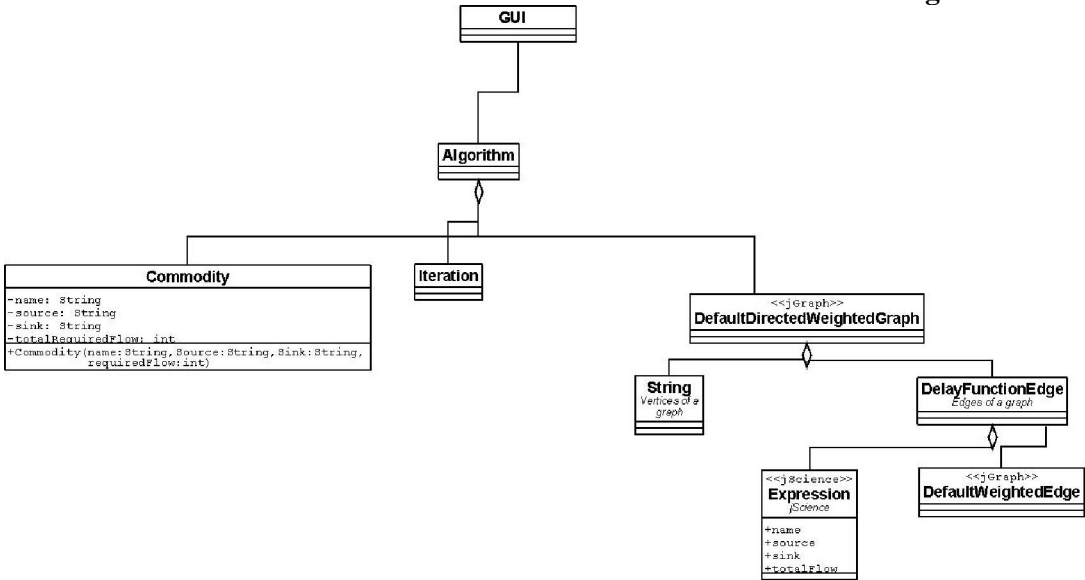 g
GUI
Algorithm
Commodity
-name: String
-source: String
-sink: String
-totalRequiredFlow: int
+Commodity(name:String,Source:String,Sink:String,
requiredFlow:int)
Iteration
<<jGraph>>
DefaultDirectedWeightedGraph
String
Vertices of a
graph
DelayFunctionEdge
Edges of a graph
<<jScience>>
Expression
jScience
+name
+source
+sink
+totalFlow
<<jGraph>>
DefaultWeightedEdge